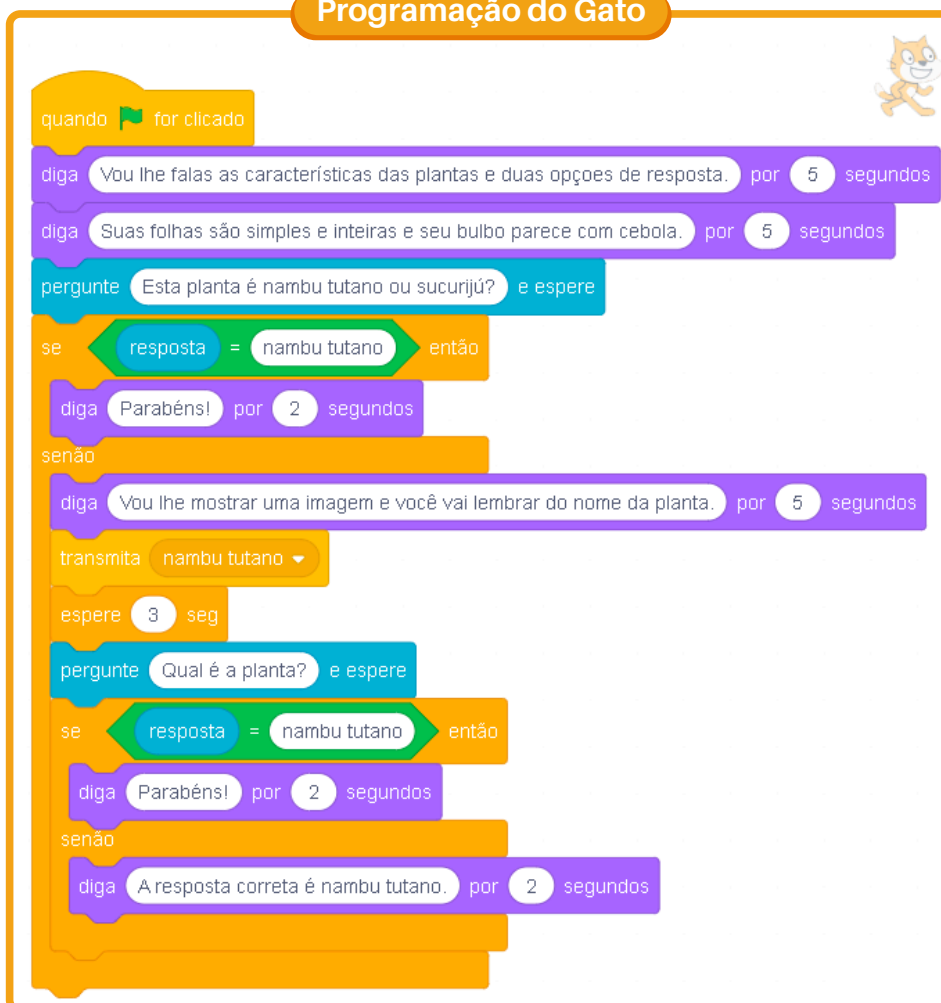 Programação do Gato
quando for clicado
diga Vou lhe falas as características das plantas e duas opçoes de resposta. por 5 segundos
diga Suas folhas são simples e inteiras e seu bulbo parece com cebola. por 5 segundos
pergunte Esta planta é nambu tutano ou sucurijú? e espere
se resposta = nambu tutano então
diga Parabéns! por 2 segundos
senão
diga Vou lhe mostrar uma imagem e você vai lembrar do nome da planta. por 5 segundos
transmita nambu tutano
espere 3 seg
pergunte Qual é a planta? e espere
se resposta = nambu tutano então
diga Parabéns! por 2 segundos
senão
diga A resposta correta é nambu tutano. por 2 segundos